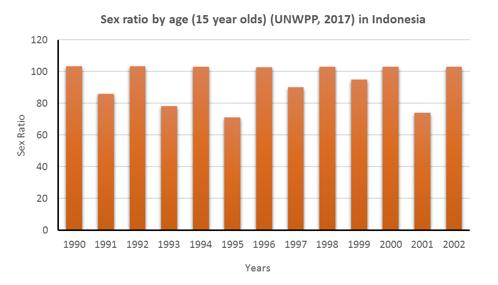 Sex ratio by age (15 year olds) (UNWPP, 2017) in Indonesia
120
100
80
60
40
20
0
Sex Ratio
1990 1991 1992 1993 1994 1995 1996 1997 1998 1999 2000 2001 2002
Years